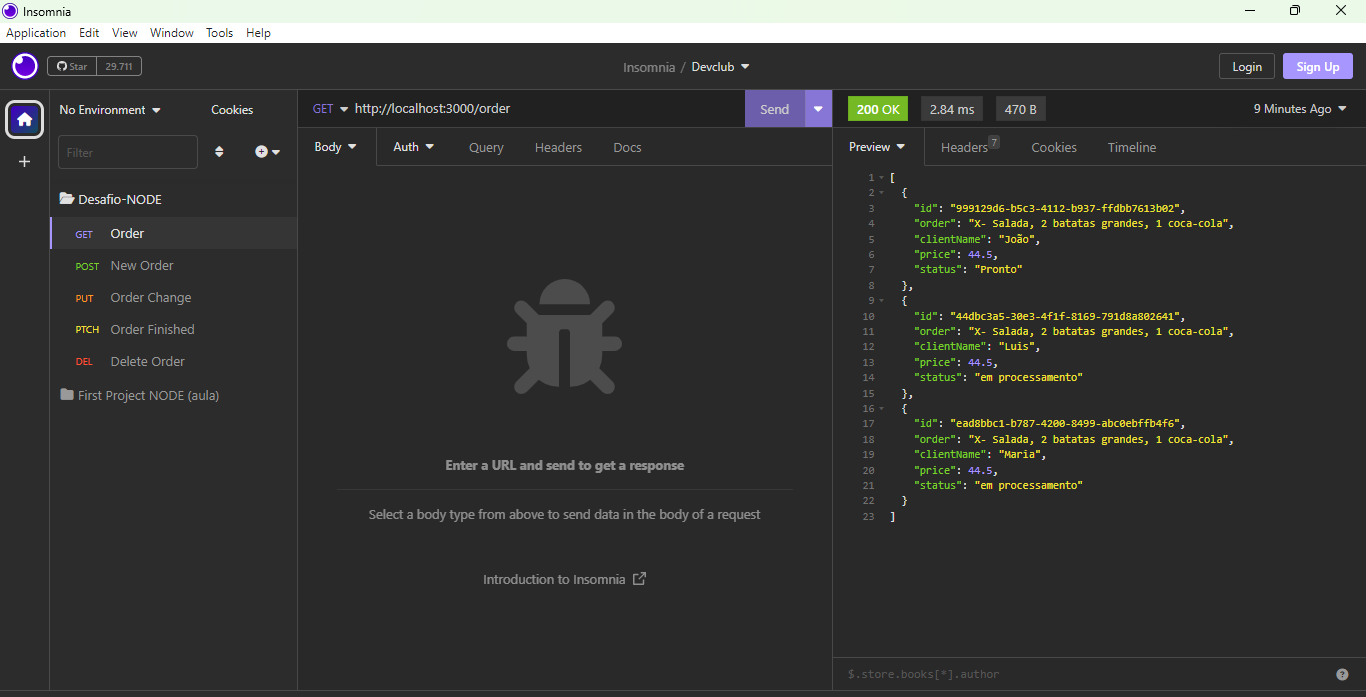 Insomnia
Application Edit View Window Tools Help
Star 29.711
Insomnia / Devclub
Login Sign Up
No Environment Cookies
Filter
Desafio-NODE
GET Order
POST New Order
PUT Order Change
PTCH Order Finished
DEL Delete Order
First Project NODE (aula)
GET http://localhost:3000/order Send
Body Auth Query Headers Docs
Enter a URL and send to get a response
Select a body type from above to send data in the body of a request
Introduction to Insomnia
200 OK 2.84 ms 470 B 9 Minutes Ago
Preview Headers 7 Cookies Timeline
1 [
2 {
3 "id": "999129d6-b5c3-4112-b937-ffdbb7613b02",
4 "order": "X- Salada, 2 batatas grandes, 1 coca-cola",
5 "clientName": "João",
6 "price": 44.5,
7 "status": "Pronto"
8 },
9 {
10 "id": "44dbc3a5-30e3-4f1f-8169-791d8a802641",
11 "order": "X- Salada, 2 batatas grandes, 1 coca-cola",
12 "clientName": "Luis",
13 "price": 44.5,
14 "status": "em processamento"
15 },
16 {
17 "id": "ead8bbc1-b787-4200-8499-abc0ebffb4f6",
18 "order": "X- Salada, 2 batatas grandes, 1 coca-cola",
19 "clientName": "Maria",
20 "price": 44.5,
21 "status": "em processamento"
22 }
23 ]
$.store.books[*].author